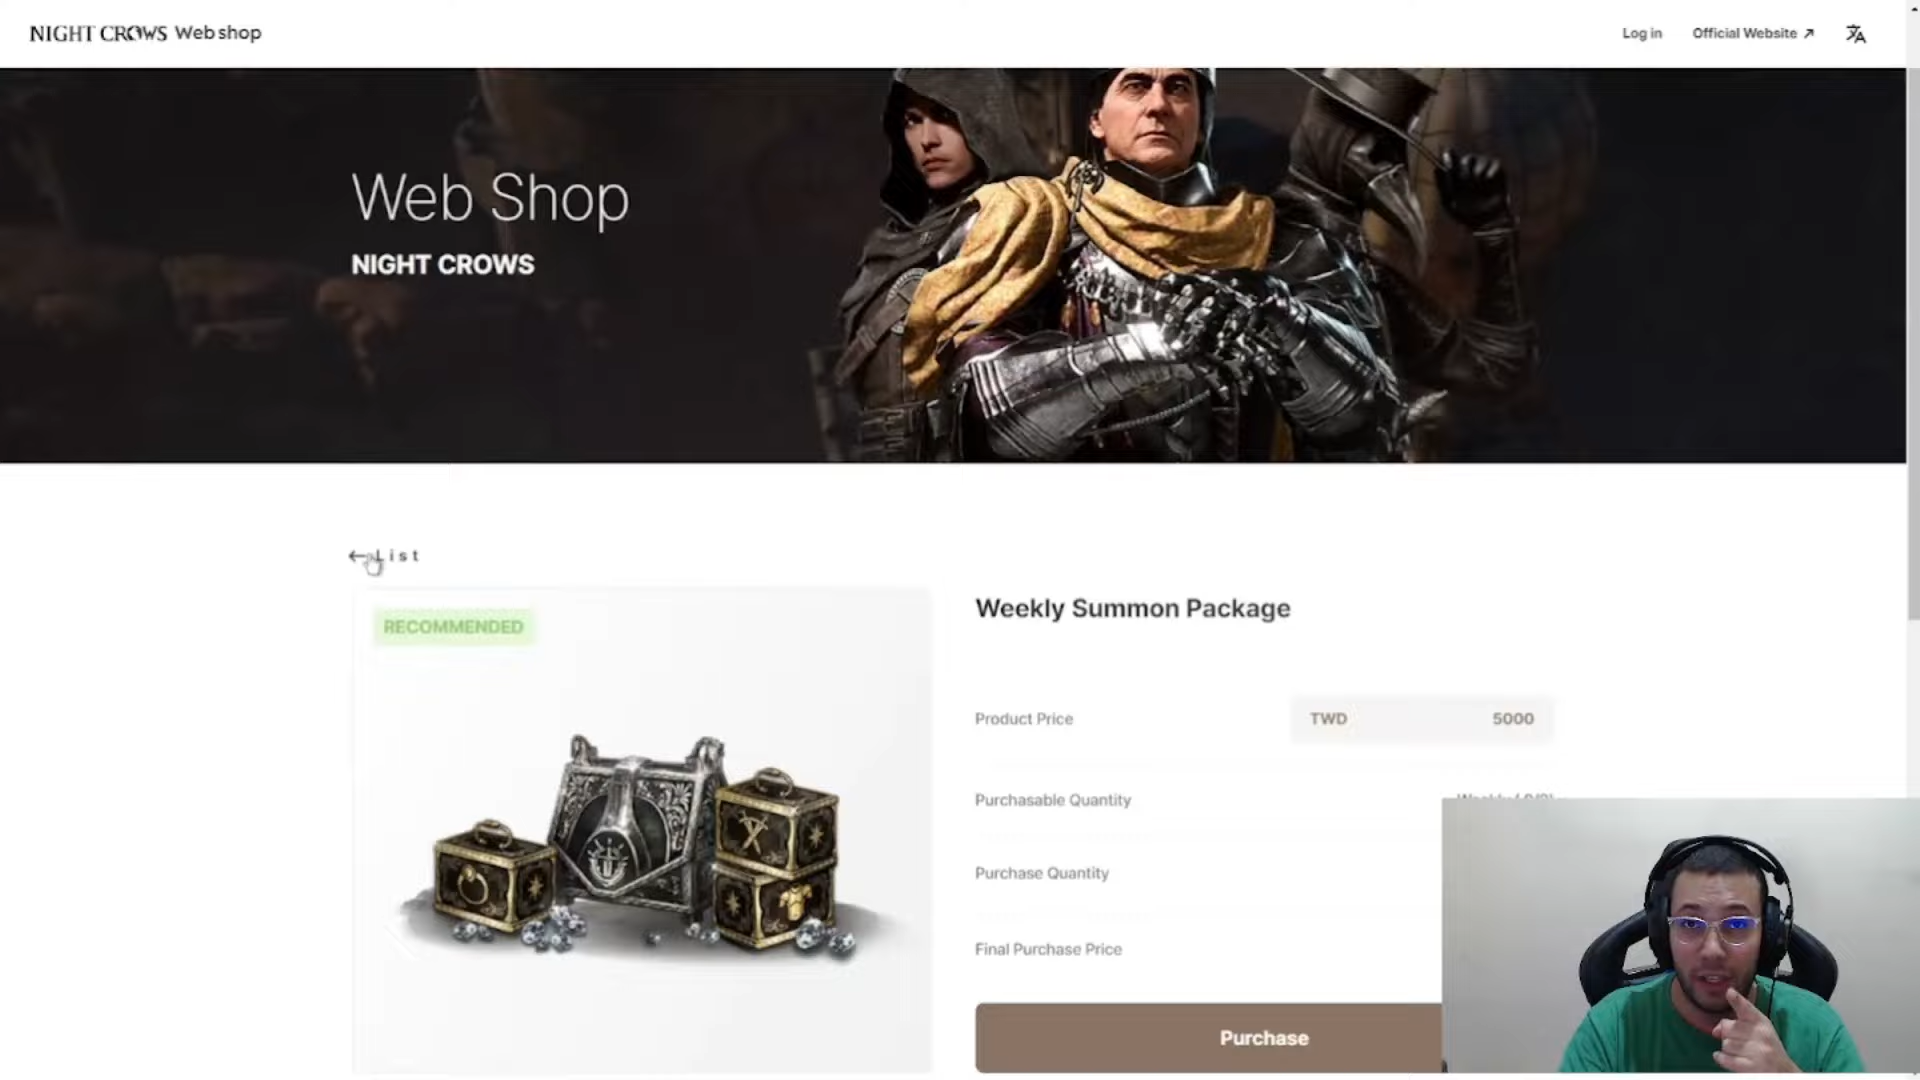 NIGHT CROWS Web shop
Log in
Official Website
Web Shop
NIGHT CROWS
List
RECOMMENDED
Weekly Summon Package
Product Price
TWD 5000
Purchasable Quantity
Purchase Quantity
Final Purchase Price
Purchase